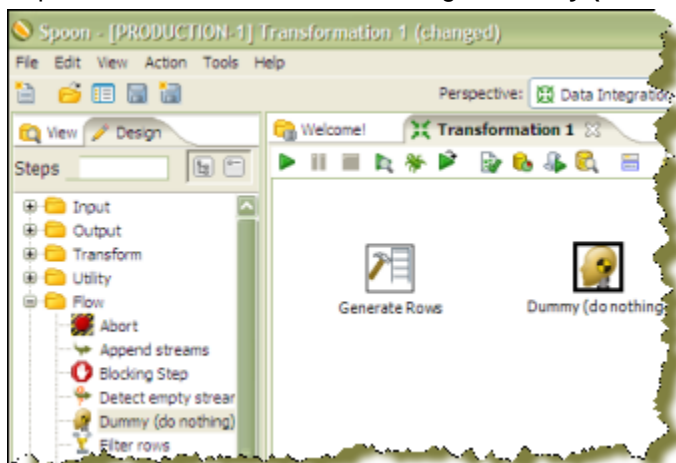 Spoon - [PRODUCTION-1] Transformation 1 (changed)
File Edit View Action Tools Help
Perspective: Data Integration
View Design
Welcome! Transformation 1
Steps
Input
Output
Transform
Utility
Flow
Abort
Append streams
Blocking Step
Detect empty strear
Dummy (do nothing)
Filter rows
Generate Rows
Dummy (do nothing